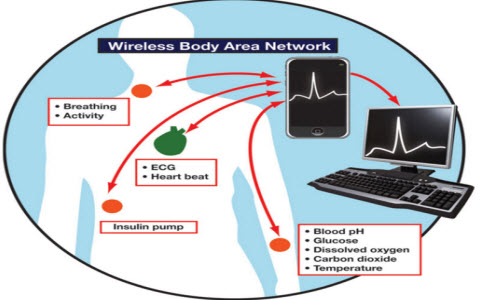 Wireless Body Area Network
• Breathing
• Activity
• ECG
• Heart beat
Insulin pump
• Blood pH
• Glucose
• Dissolved oxygen
• Carbon dioxide
• Temperature